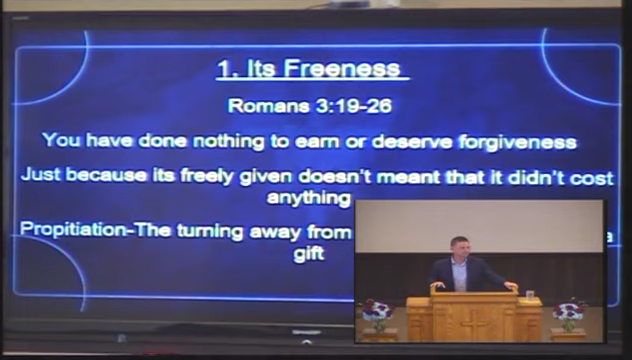 1. Its Freeness
Romans 3:19-26
You have done nothing to earn or deserve forgiveness
Just because its freely given doesn't meant that it didn't cost
anything
Propitiation-The turning away from
a
gift